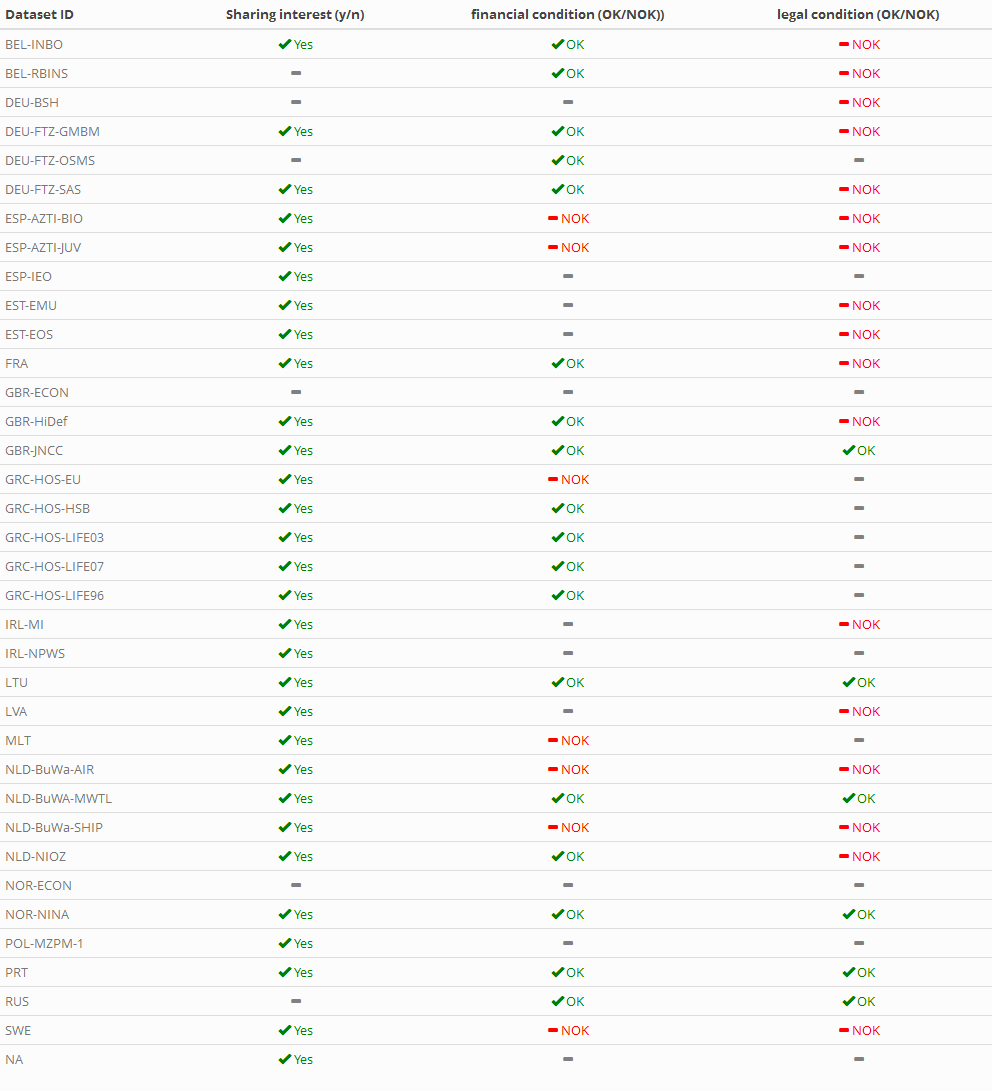 Dataset ID Sharing interest (y/n) financial condition (OK/NOK)) legal condition (OK/NOK)
BEL-INBO Yes OK NOK
BEL-RBINS OK NOK
DEU-BSH NOK
DEU-FTZ-GMBM Yes OK NOK
DEU-FTZ-OSMS OK
DEU-FTZ-SAS Yes OK NOK
ESP-AZTI-BIO Yes NOK NOK
ESP-AZTI-JUV Yes NOK NOK
ESP-IEO Yes
EST-EMU Yes NOK
EST-EOS Yes NOK
FRA Yes OK NOK
GBR-ECON
GBR-HiDef Yes OK NOK
GBR-JNCC Yes OK OK
GRC-HOS-EU Yes NOK
GRC-HOS-HSB Yes OK
GRC-HOS-LIFE03 Yes OK
GRC-HOS-LIFE07 Yes OK
GRC-HOS-LIFE96 Yes OK
IRL-MI Yes NOK
IRL-NPWS Yes
LTU Yes OK OK
LVA Yes NOK
MLT Yes NOK
NLD-BuWa-AIR Yes NOK NOK
NLD-BuWA-MWTL Yes OK OK
NLD-BuWa-SHIP Yes NOK NOK
NLD-NIOZ Yes OK NOK
NOR-ECON
NOR-NINA Yes OK OK
POL-MZPM-1 Yes
PRT Yes OK OK
RUS OK OK
SWE Yes NOK NOK
NA Yes